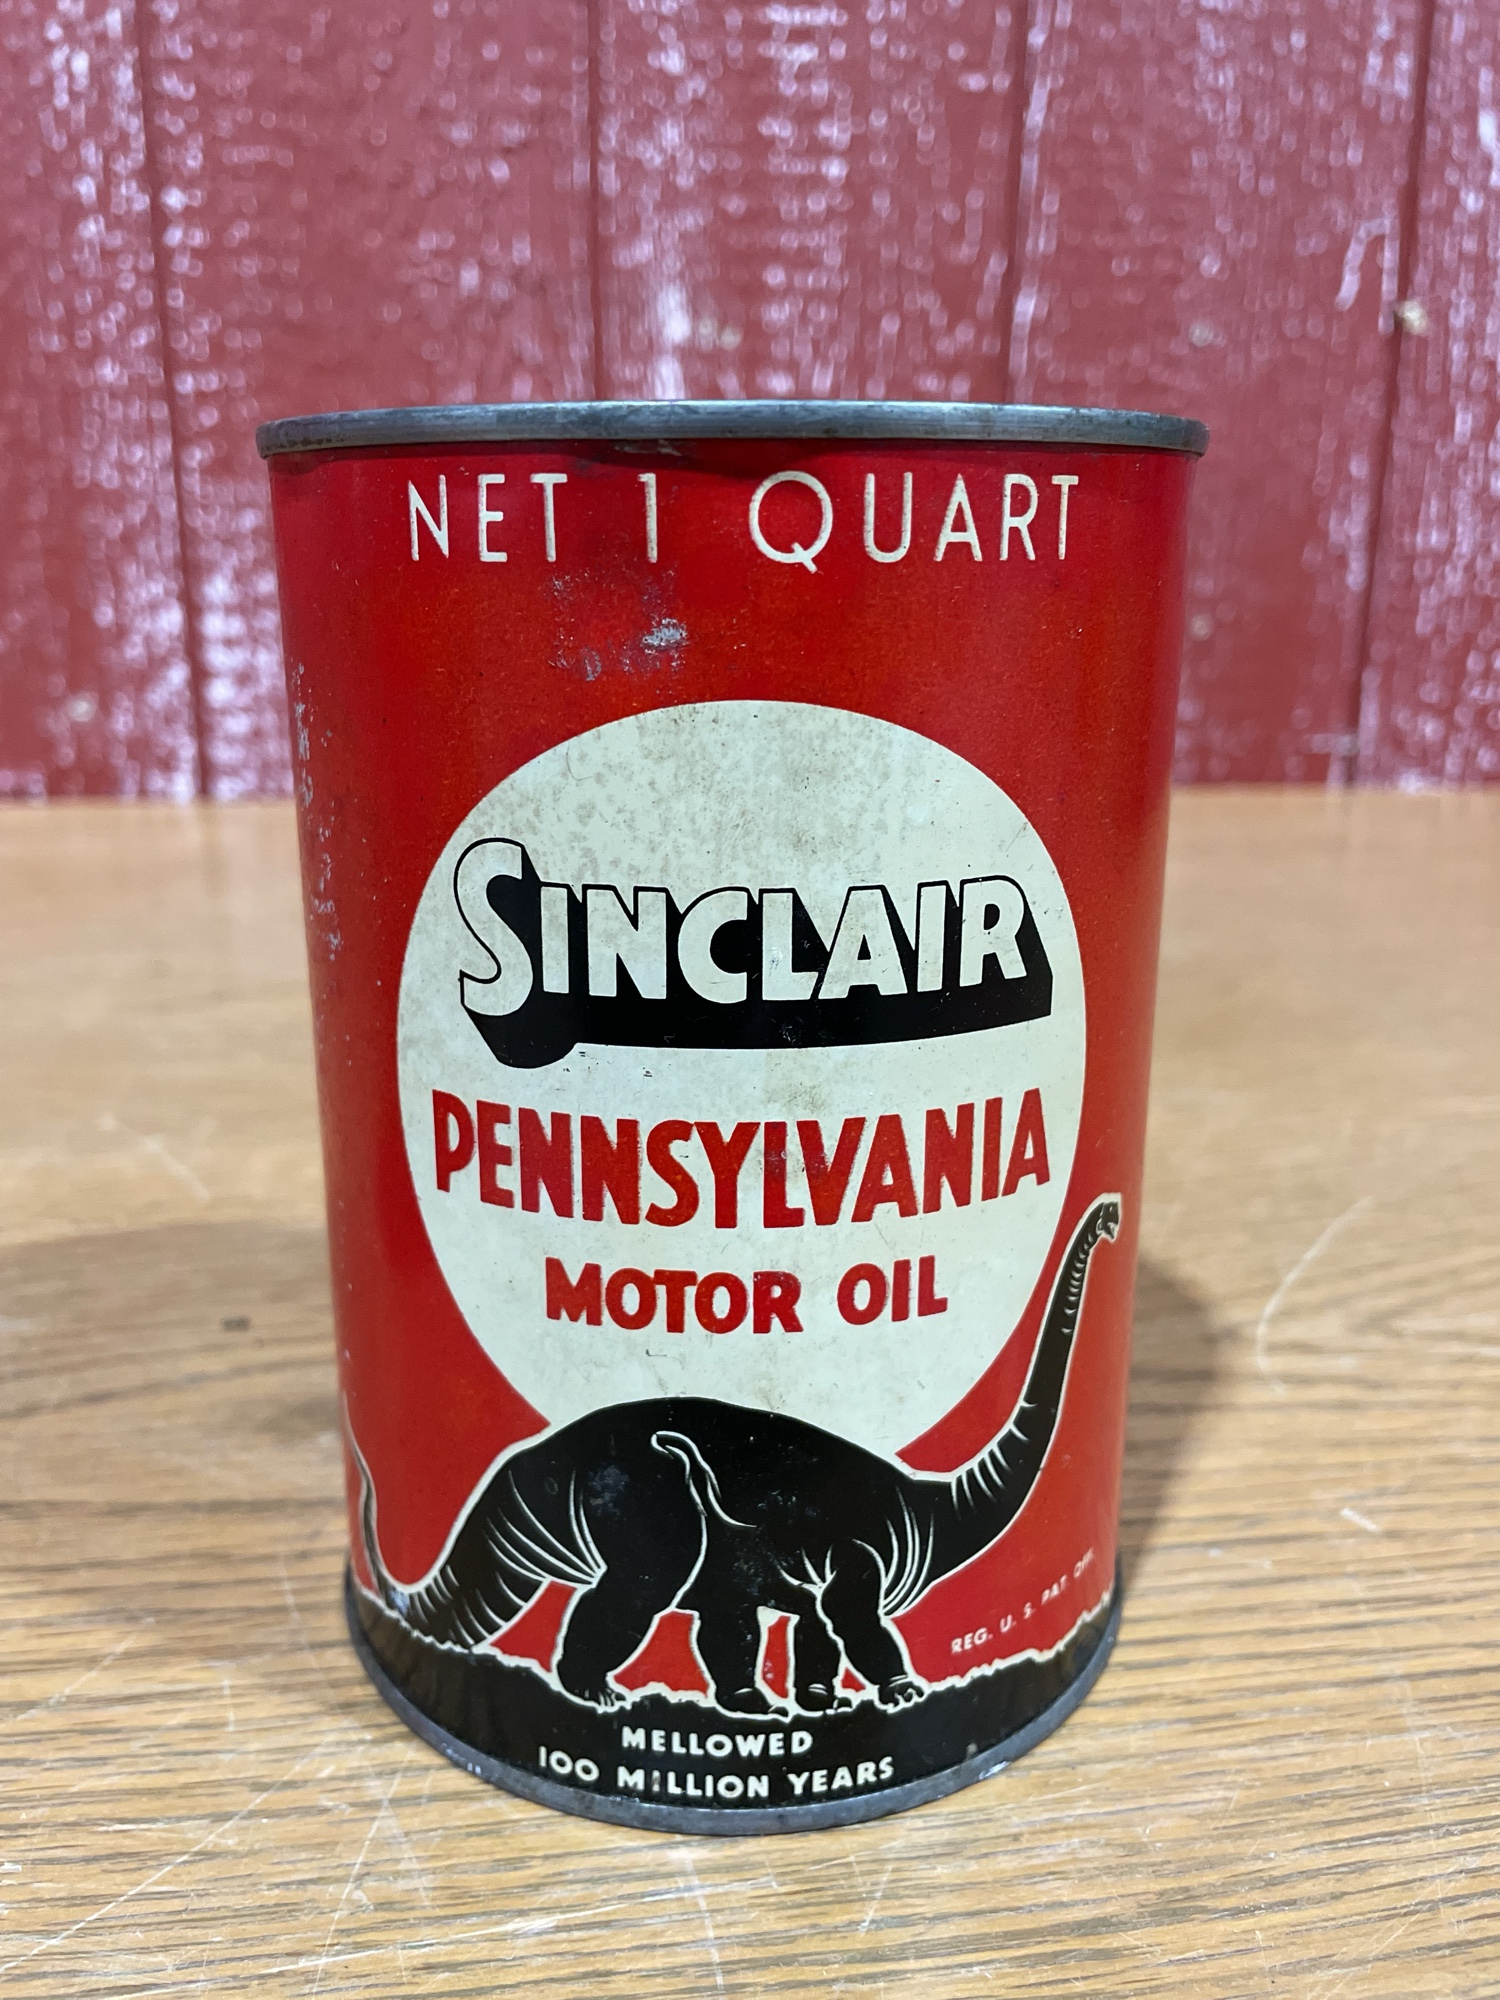 NET 1 QUART
SINCLAIR
PENNSYLVANIA
MOTOR OIL
REG. U. S. PAT. OFF.
MELLOWED
100 MILLION YEARS